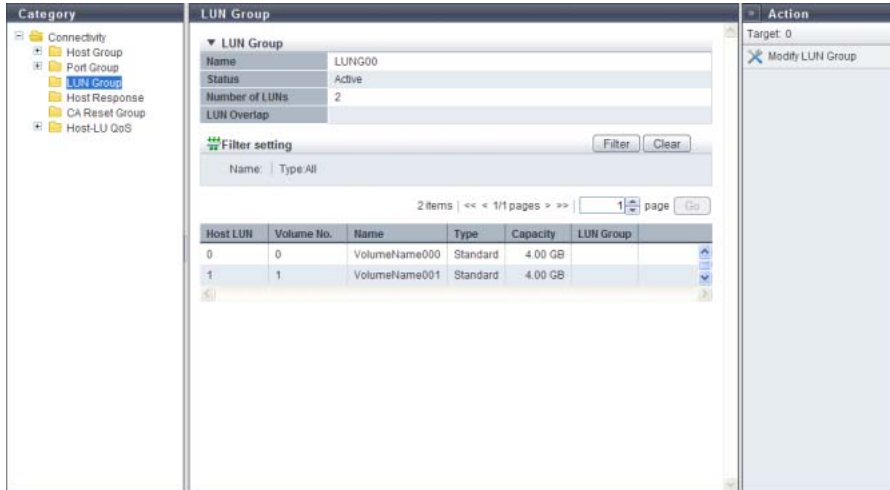 Category
Connectivity
Host Group
Port Group
LUN Group
Host Response
CA Reset Group
Host-LU QoS
LUN Group
LUN Group
Name LUNG00
Status Active
Number of LUNs 2
LUN Overlap
Filter setting Filter Clear
Name: Type:All
2 items | << < 1/1 pages > >> | 1 page Go
Host LUN Volume No. Name Type Capacity LUN Group
0 0 VolumeName000 Standard 4.00 GB
1 1 VolumeName001 Standard 4.00 GB
» Action
Target: 0
Modify LUN Group